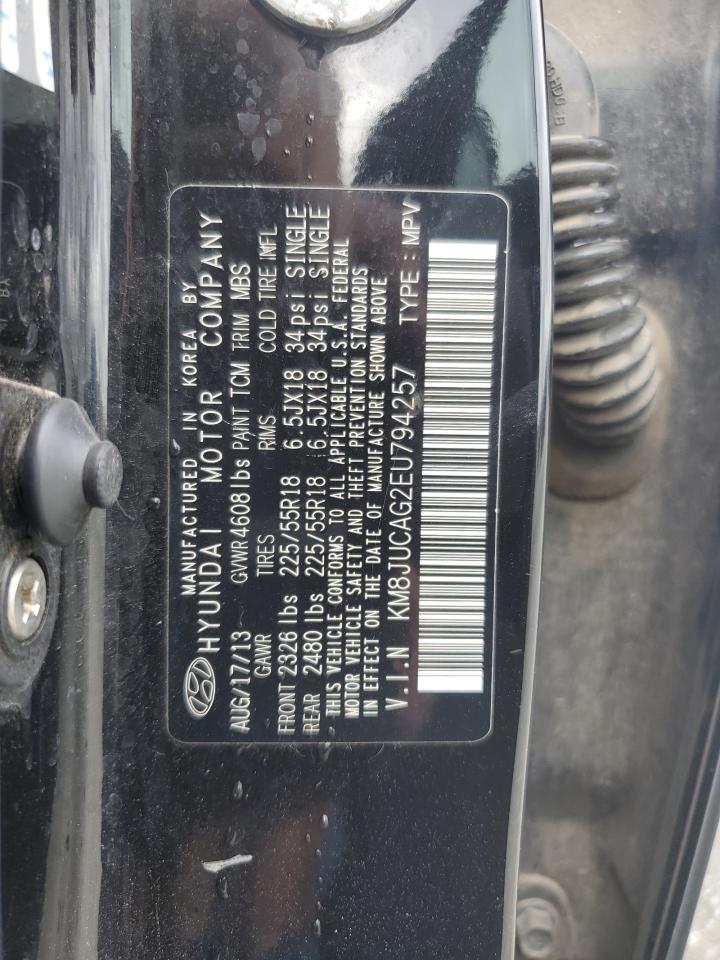 MANUFACTURED IN KOREA BY
HYUNDAI MOTOR COMPANY
AUG/17/13 GVWR 4608 lbs PAINT TCM TRIM MBS
GAWR TIRES RIMS COLD TIRE INFL
FRONT 2326 lbs 225/55R18 6.5JX18 34psi SINGLE
REAR 2480 lbs 225/55R18 6.5JX18 34psi SINGLE
THIS VEHICLE CONFORMS TO ALL APPLICABLE U.S.A. FEDERAL
MOTOR VEHICLE SAFETY AND THEFT PREVENTION STANDARDS
IN EFFECT ON THE DATE OF MANUFACTURE SHOWN ABOVE
V.I.N KM8JUCAG2EU794257 TYPE : MPV